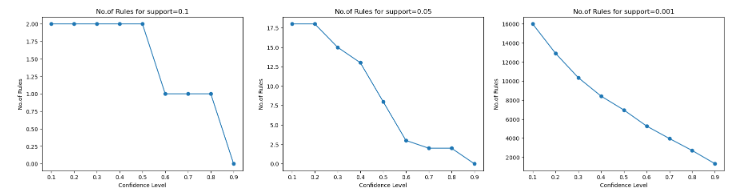 No.of Rules for support=0.1
No.of Rules
2.00
1.75
1.50
1.25
1.00
0.75
0.50
0.25
0.00
0.1 0.2 0.3 0.4 0.5 0.6 0.7 0.8 0.9
Confidence Level
No.of Rules for support=0.05
No.of Rules
17.5
15.0
12.5
10.0
7.5
5.0
2.5
0.0
0.1 0.2 0.3 0.4 0.5 0.6 0.7 0.8 0.9
Confidence Level
No.of Rules for support=0.001
No.of Rules
16000
14000
12000
10000
8000
6000
4000
2000
0.1 0.2 0.3 0.4 0.5 0.6 0.7 0.8 0.9
Confidence Level